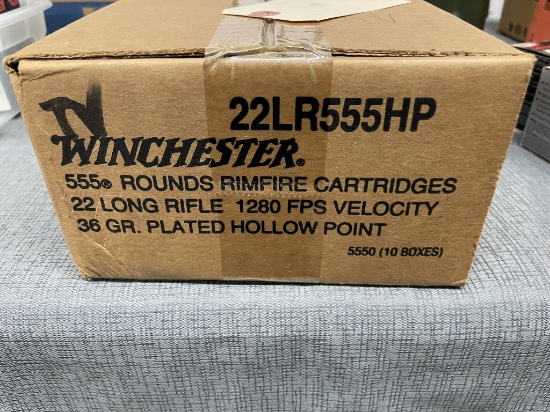 22LR555HP
TV
WINCHESTER®
555® ROUNDS RIMFIRE CARTRIDGES
22 LONG RIFLE 1280 FPS VELOCITY
36 GR. PLATED HOLLOW POINT
5550 (10 BOXES)